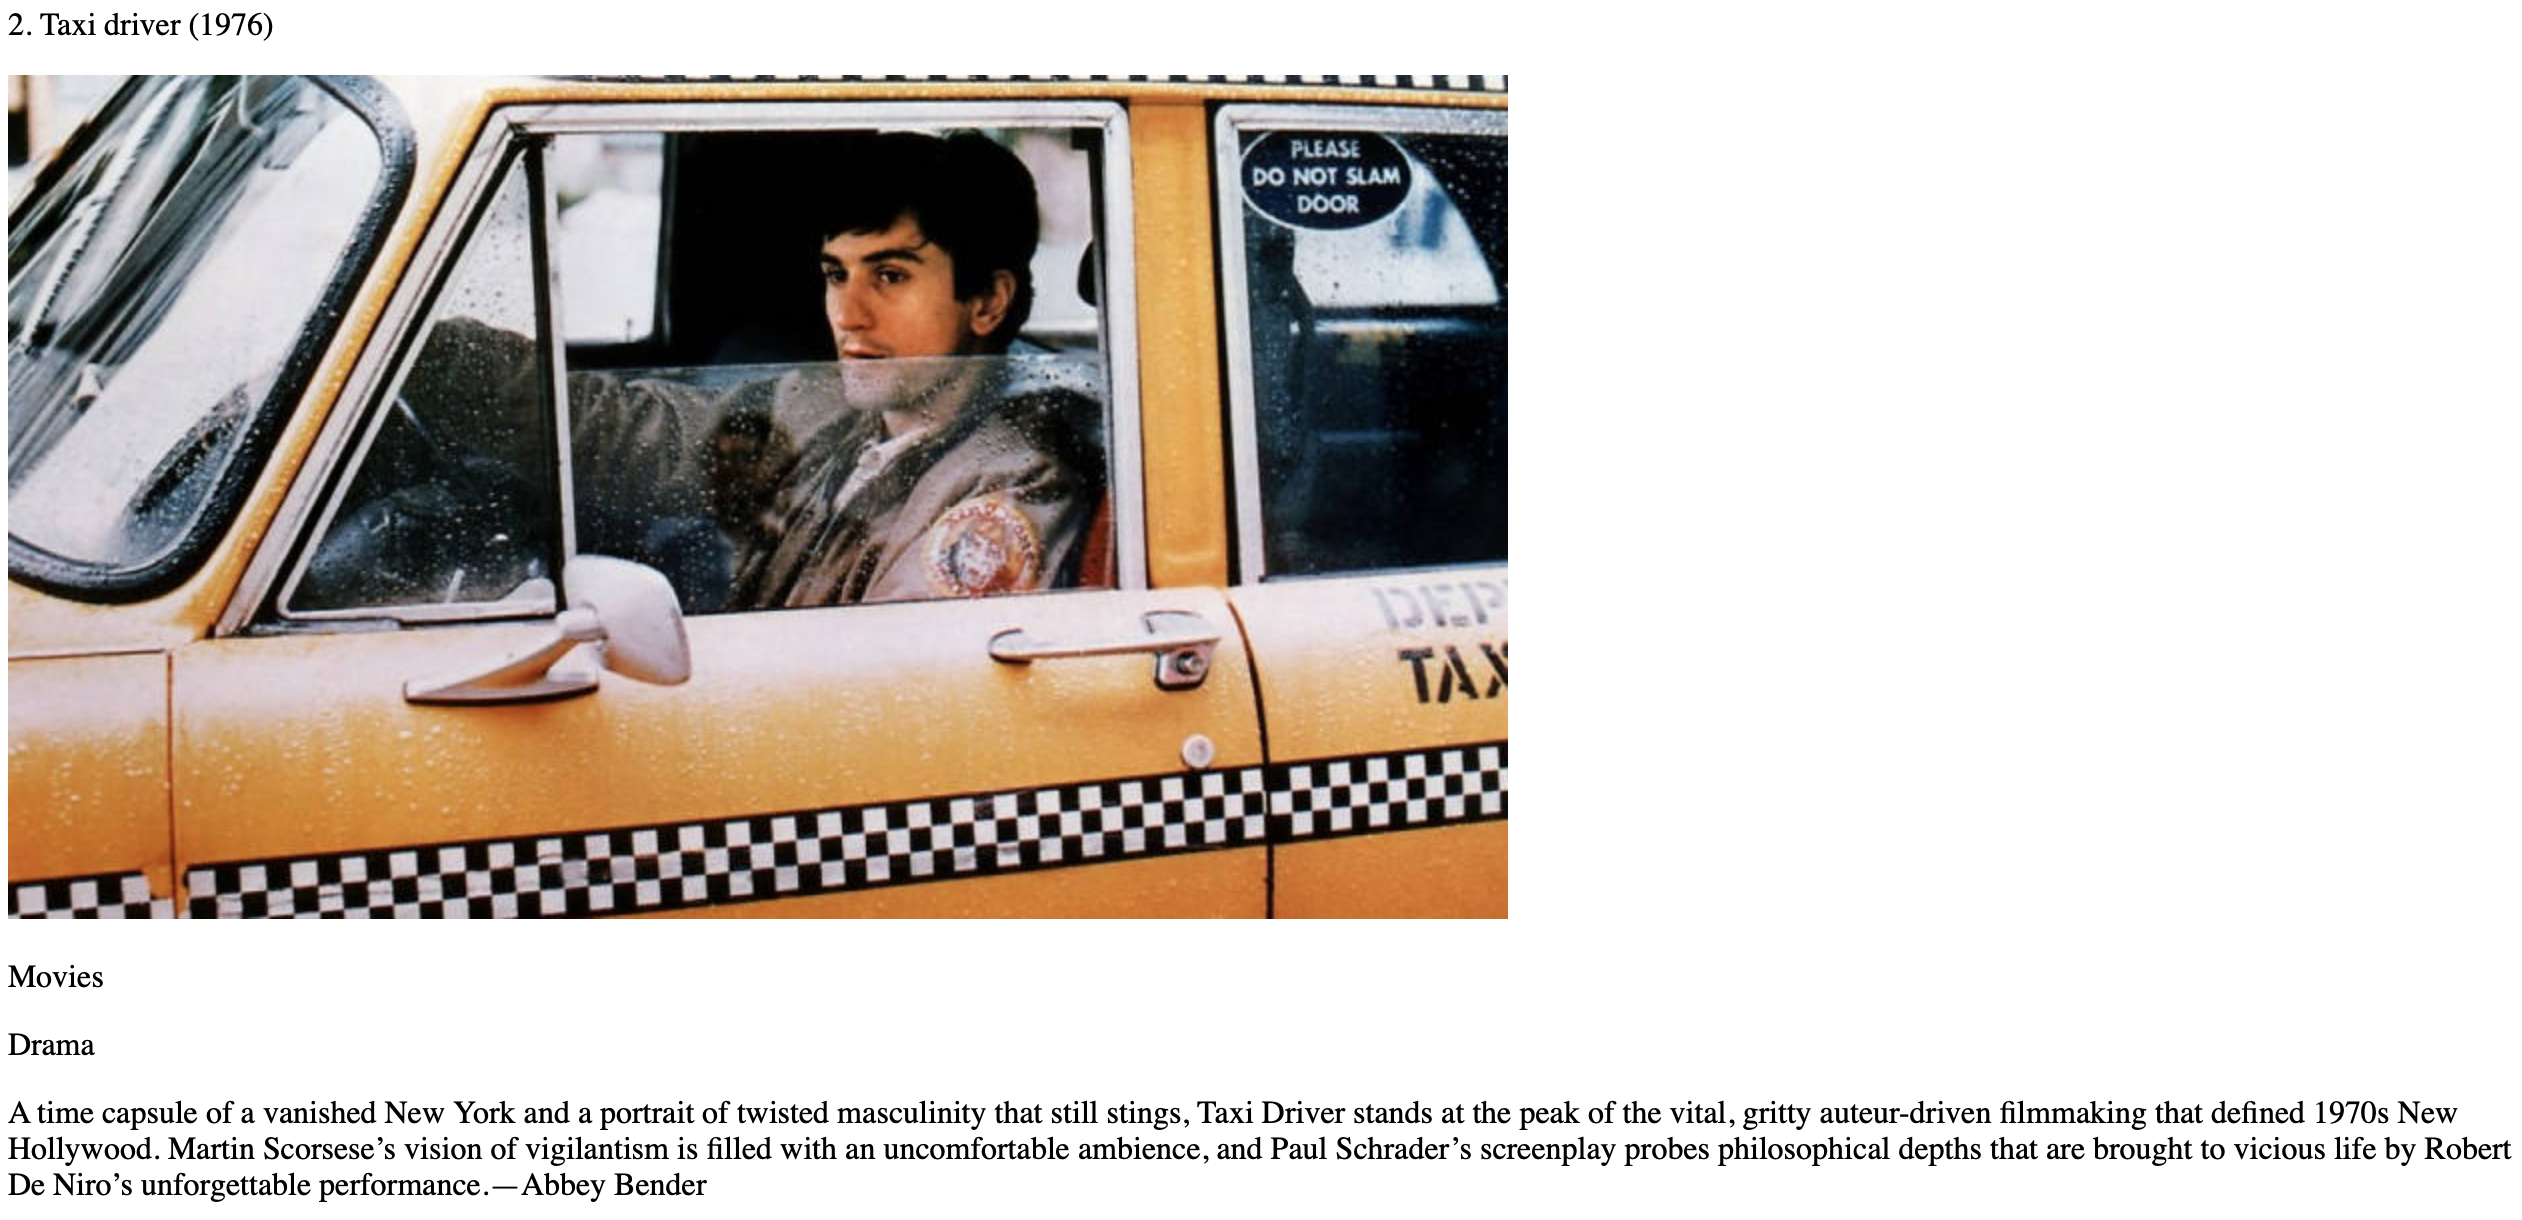 2. Taxi driver (1976)
PLEASE
DO NOT SLAM
DOOR
DEP
TAX
Movies
Drama
A time capsule of a vanished New York and a portrait of twisted masculinity that still stings, Taxi Driver stands at the peak of the vital, gritty auteur-driven filmmaking that defined 1970s New
Hollywood. Martin Scorsese’s vision of vigilantism is filled with an uncomfortable ambience, and Paul Schrader’s screenplay probes philosophical depths that are brought to vicious life by Robert
De Niro’s unforgettable performance.—Abbey Bender